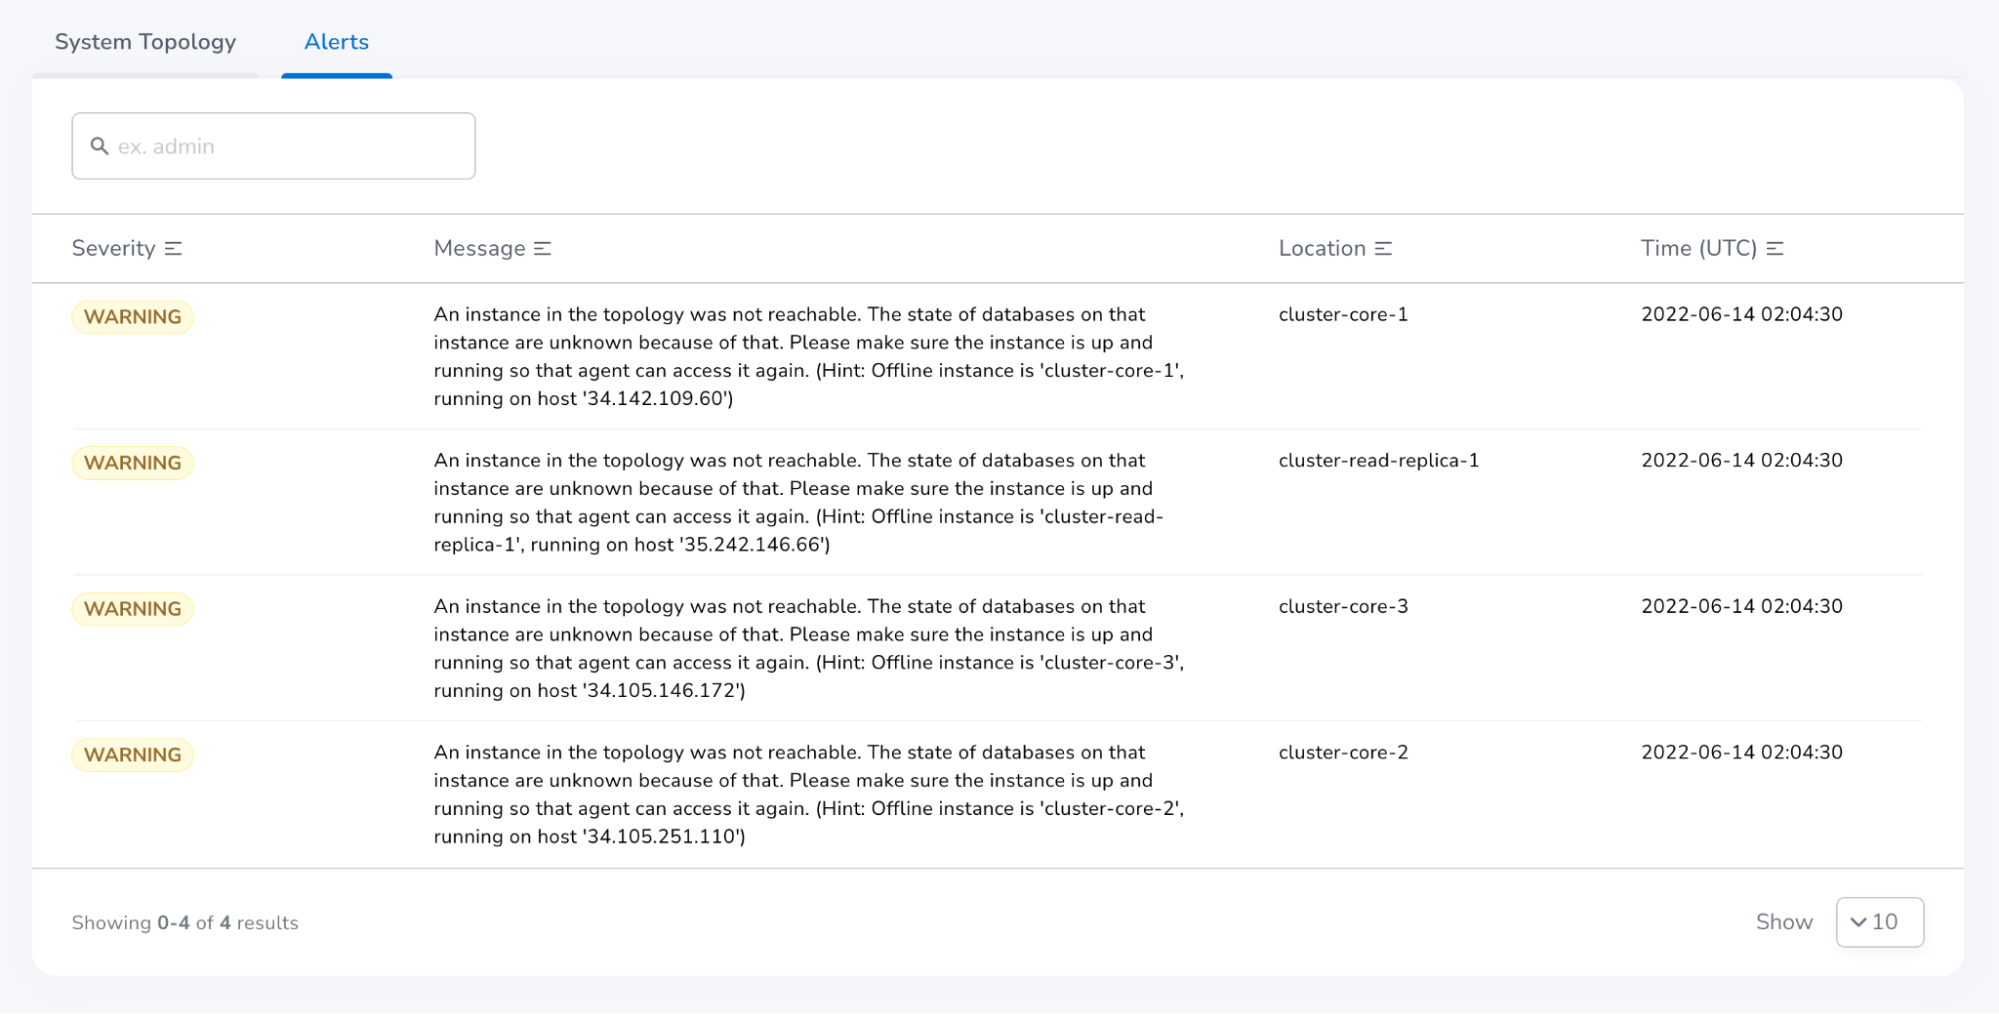 System Topology
Alerts
ex. admin
Severity
Message
Location
Time (UTC)
WARNING
An instance in the topology was not reachable. The state of databases on that
instance are unknown because of that. Please make sure the instance is up and
running so that agent can access it again. (Hint: Offline instance is 'cluster-core-1',
running on host '34.142.109.60')
cluster-core-1
2022-06-14 02:04:30
WARNING
An instance in the topology was not reachable. The state of databases on that
instance are unknown because of that. Please make sure the instance is up and
running so that agent can access it again. (Hint: Offline instance is 'cluster-read-
replica-1', running on host '35.242.146.66')
cluster-read-replica-1
2022-06-14 02:04:30
WARNING
An instance in the topology was not reachable. The state of databases on that
instance are unknown because of that. Please make sure the instance is up and
running so that agent can access it again. (Hint: Offline instance is 'cluster-core-3',
running on host '34.105.146.172')
cluster-core-3
2022-06-14 02:04:30
WARNING
An instance in the topology was not reachable. The state of databases on that
instance are unknown because of that. Please make sure the instance is up and
running so that agent can access it again. (Hint: Offline instance is 'cluster-core-2',
running on host '34.105.251.110')
cluster-core-2
2022-06-14 02:04:30
Showing 0-4 of 4 results
Show
10